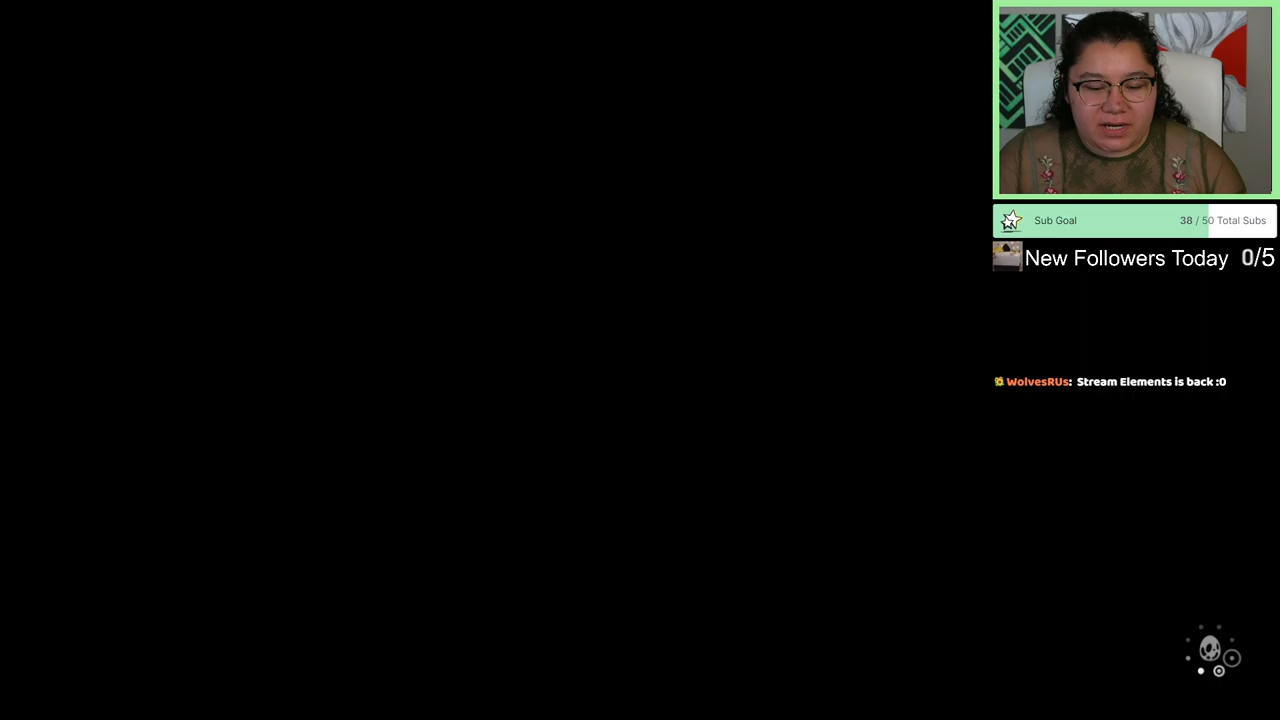 Sub Goal 38 / 50 Total Subs
New Followers Today 0/5
WolvesRUs: Stream Elements is back :0